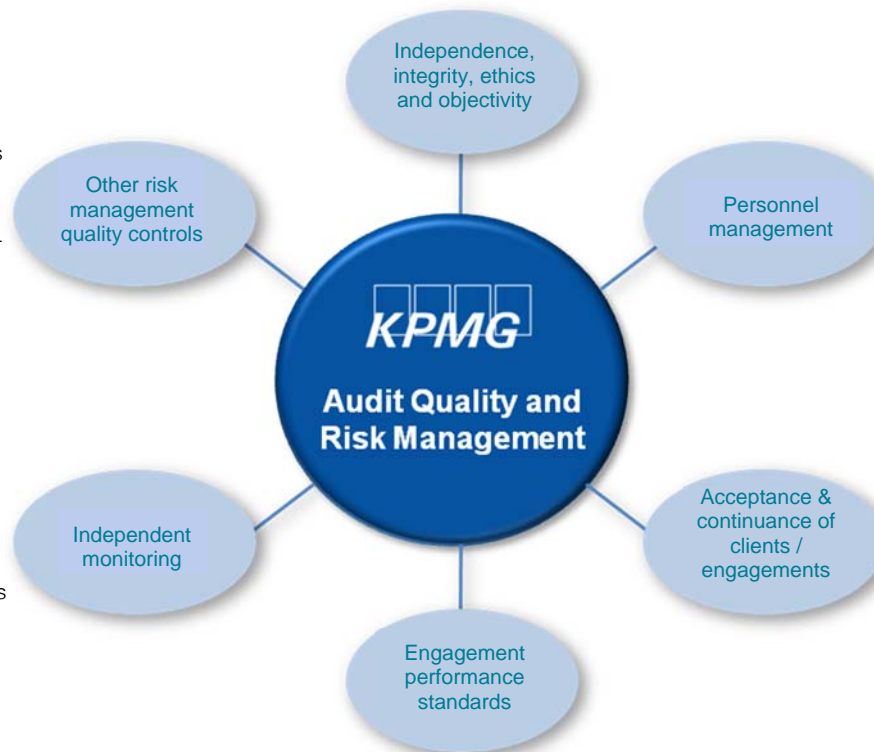 Independence,
integrity, ethics
and objectivity
s
Other risk
management
quality controls
Personnel
management
KPMG
Audit Quality and
Risk Management
Independent
monitoring
Acceptance &
continuance of
clients /
engagements
s
Engagement
performance
standards